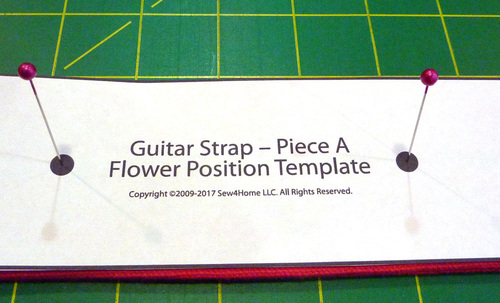 Guitar Strap – Piece A
Flower Position Template
Copyright ©2009-2017 Sew4Home LLC. All Rights Reserved.